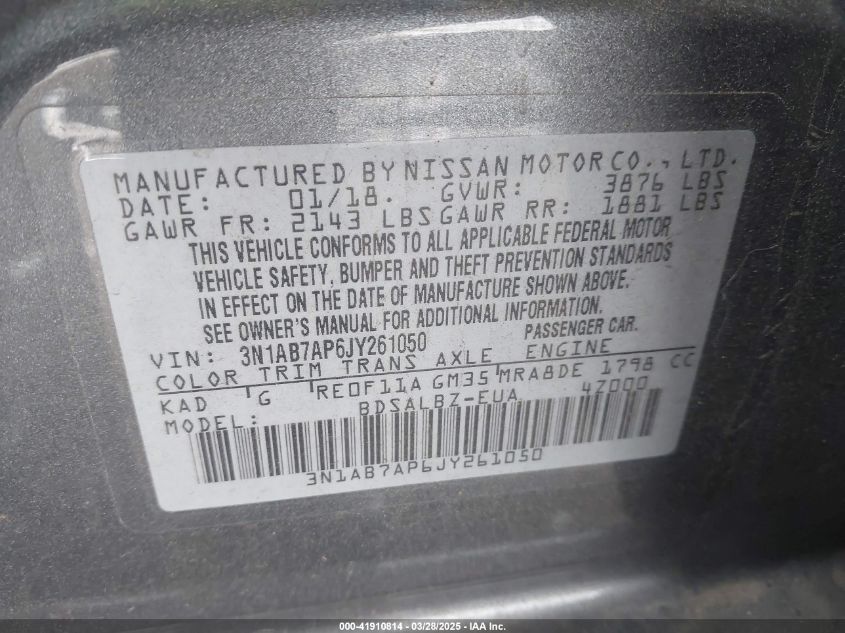 MANUFACTURED BY NISSAN MOTOR CO., LTD.
DATE: 01/18. GVWR: 3876 LBS
GAWR FR: 2143 LBS GAWR RR: 1881 LBS
THIS VEHICLE CONFORMS TO ALL APPLICABLE FEDERAL MOTOR
VEHICLE SAFETY, BUMPER AND THEFT PREVENTION STANDARDS
IN EFFECT ON THE DATE OF MANUFACTURE SHOWN ABOVE.
SEE OWNER'S MANUAL FOR ADDITIONAL INFORMATION.
VIN: 3N1AB7AP6JY261050 PASSENGER CAR.
COLOR TRIM TRANS AXLE ENGINE
KAD G RE0F11A GM35 MRA8DE 1798 CC
MODEL: BDSALBZ-EUA 4Z000
3N1AB7AP6JY261050
000-41910814 - 03/28/2025 - IAA Inc.